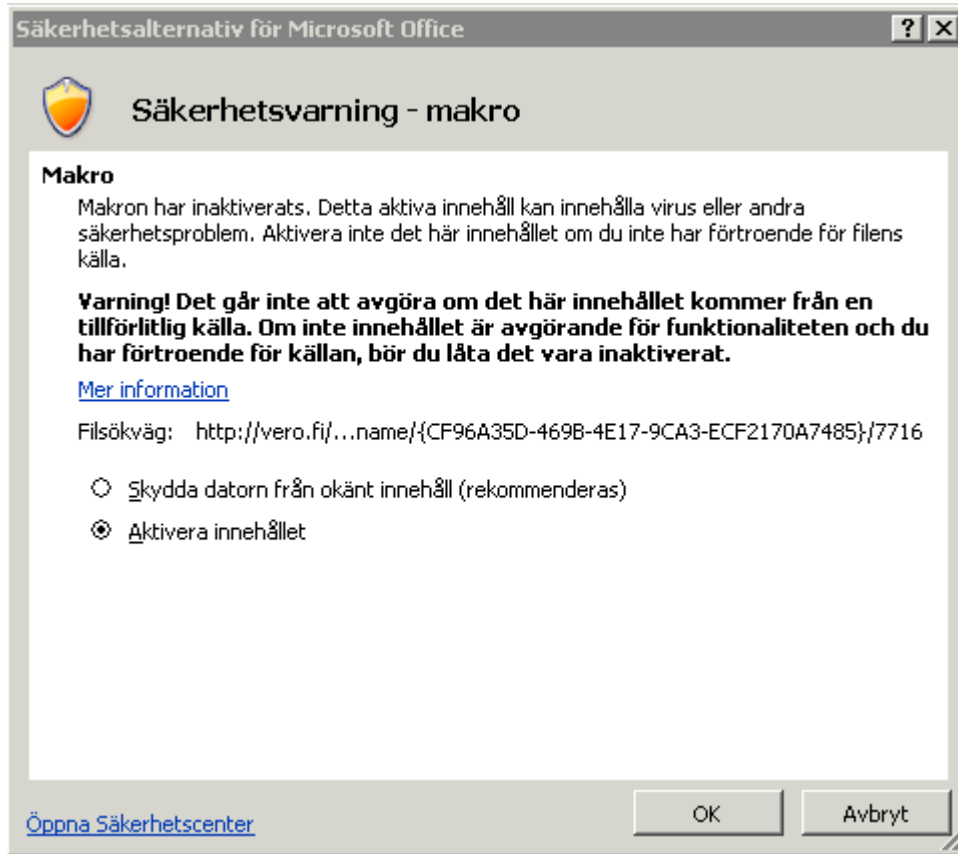 Säkerhetsalternativ för Microsoft Office
Säkerhetsvarning - makro
Makro
Makron har inaktiverats. Detta aktiva innehåll kan innehålla virus eller andra
säkerhetsproblem. Aktivera inte det här innehållet om du inte har förtroende för filens
källa.
Varning! Det går inte att avgöra om det här innehållet kommer från en
tillförlitlig källa. Om inte innehållet är avgörande för funktionaliteten och du
har förtroende för källan, bör du låta det vara inaktiverat.
Mer information
Filsökväg: http://vero.fi/...name/{CF96A35D-469B-4E17-9CA3-ECF2170A7485}/7716
Skydda datorn från okänt innehåll (rekommenderas)
Aktivera innehållet
Öppna Säkerhetscenter
OK
Avbryt